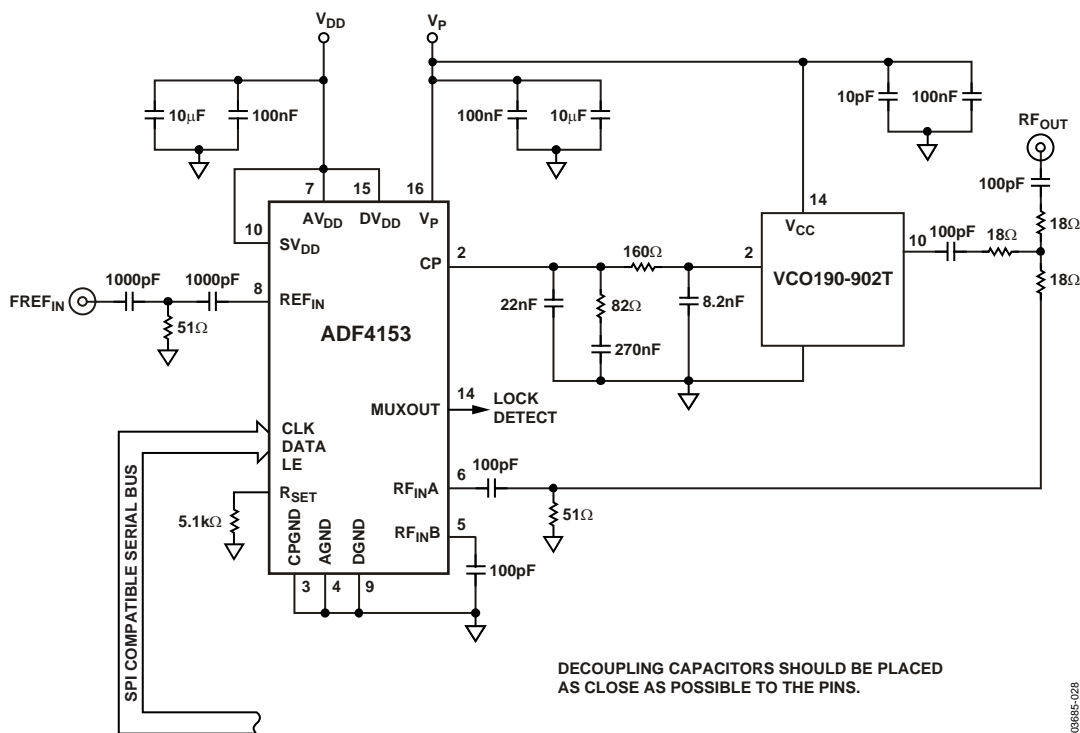 VDD
VP
10µF
100nF
100nF
10µF
10pF
100nF
RFOUT
100pF
18Ω
18Ω
7
15
16
AVDD
DVDD
VP
10
SVDD
CP
2
14
VCC
10
100pF
18Ω
VCO190-902T
2
160Ω
22nF
82Ω
270nF
8.2nF
FREFIN
1000pF
1000pF
8
REFIN
51Ω
ADF4153
MUXOUT
14
LOCK
DETECT
CLK
DATA
LE
RFINA
6
100pF
51Ω
RSET
5.1kΩ
RFINB
5
100pF
CPGND
AGND
DGND
3
4
9
SPI COMPATIBLE SERIAL BUS
DECOUPLING CAPACITORS SHOULD BE PLACED
AS CLOSE AS POSSIBLE TO THE PINS.
03685-028